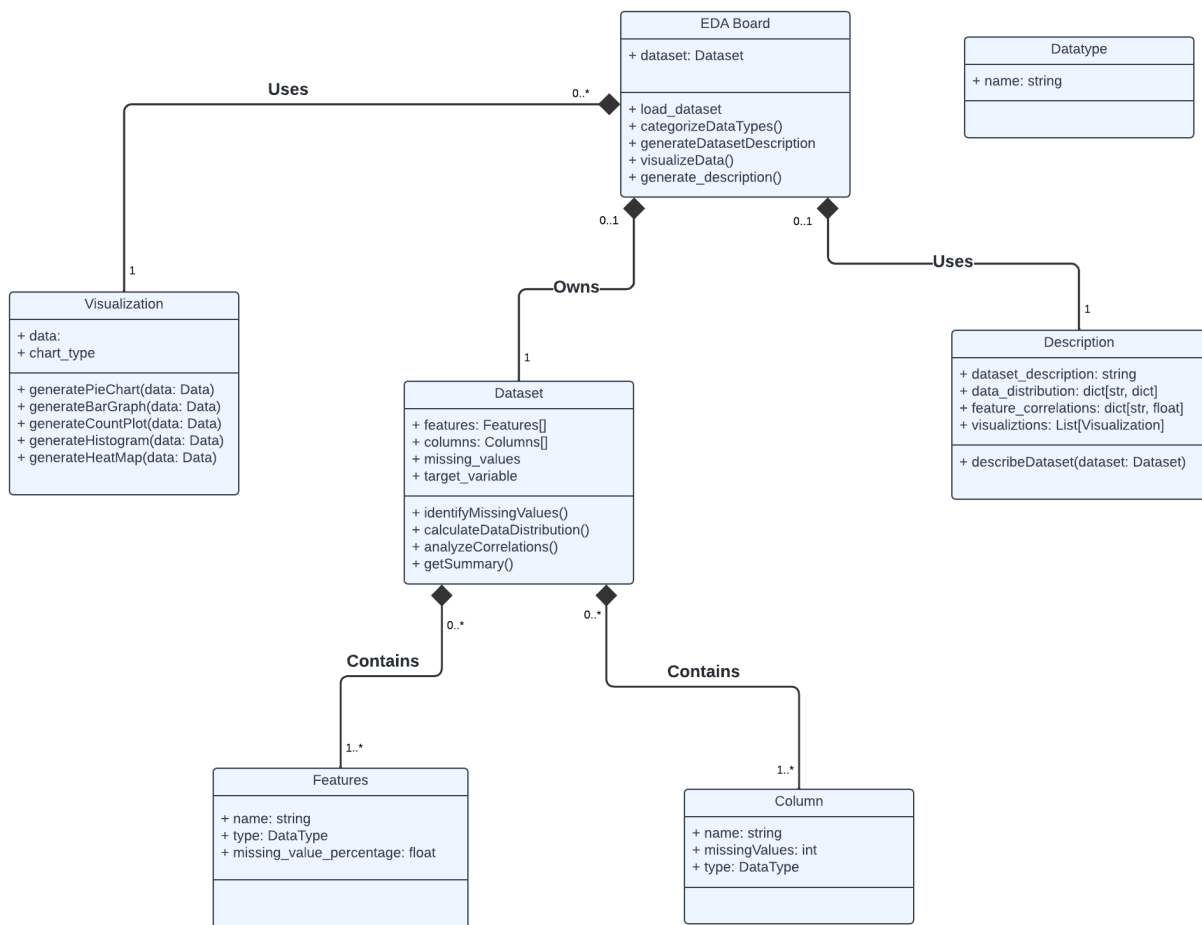 EDA Board
+ dataset: Dataset
+ load_dataset
+ categorizeDataTypes()
+ generateDatasetDescription
+ visualizeData()
+ generate_description()
Datatype
+ name: string
Uses
0..*
1
0..1
Owns
1
0..1
Uses
1
Visualization
+ data:
+ chart_type
+ generatePieChart(data: Data)
+ generateBarGraph(data: Data)
+ generateCountPlot(data: Data)
+ generateHistogram(data: Data)
+ generateHeatMap(data: Data)
Dataset
+ features: Features[]
+ columns: Columns[]
+ missing_values
+ target_variable
+ identifyMissingValues()
+ calculateDataDistribution()
+ analyzeCorrelations()
+ getSummary()
Description
+ dataset_description: string
+ data_distribution: dict[str, dict]
+ feature_correlations: dict[str, float]
+ visualiztions: List[Visualization]
+ describeDataset(dataset: Dataset)
0..*
Contains
1..*
0..*
Contains
1..*
Features
+ name: string
+ type: DataType
+ missing_value_percentage: float
Column
+ name: string
+ missingValues: int
+ type: DataType